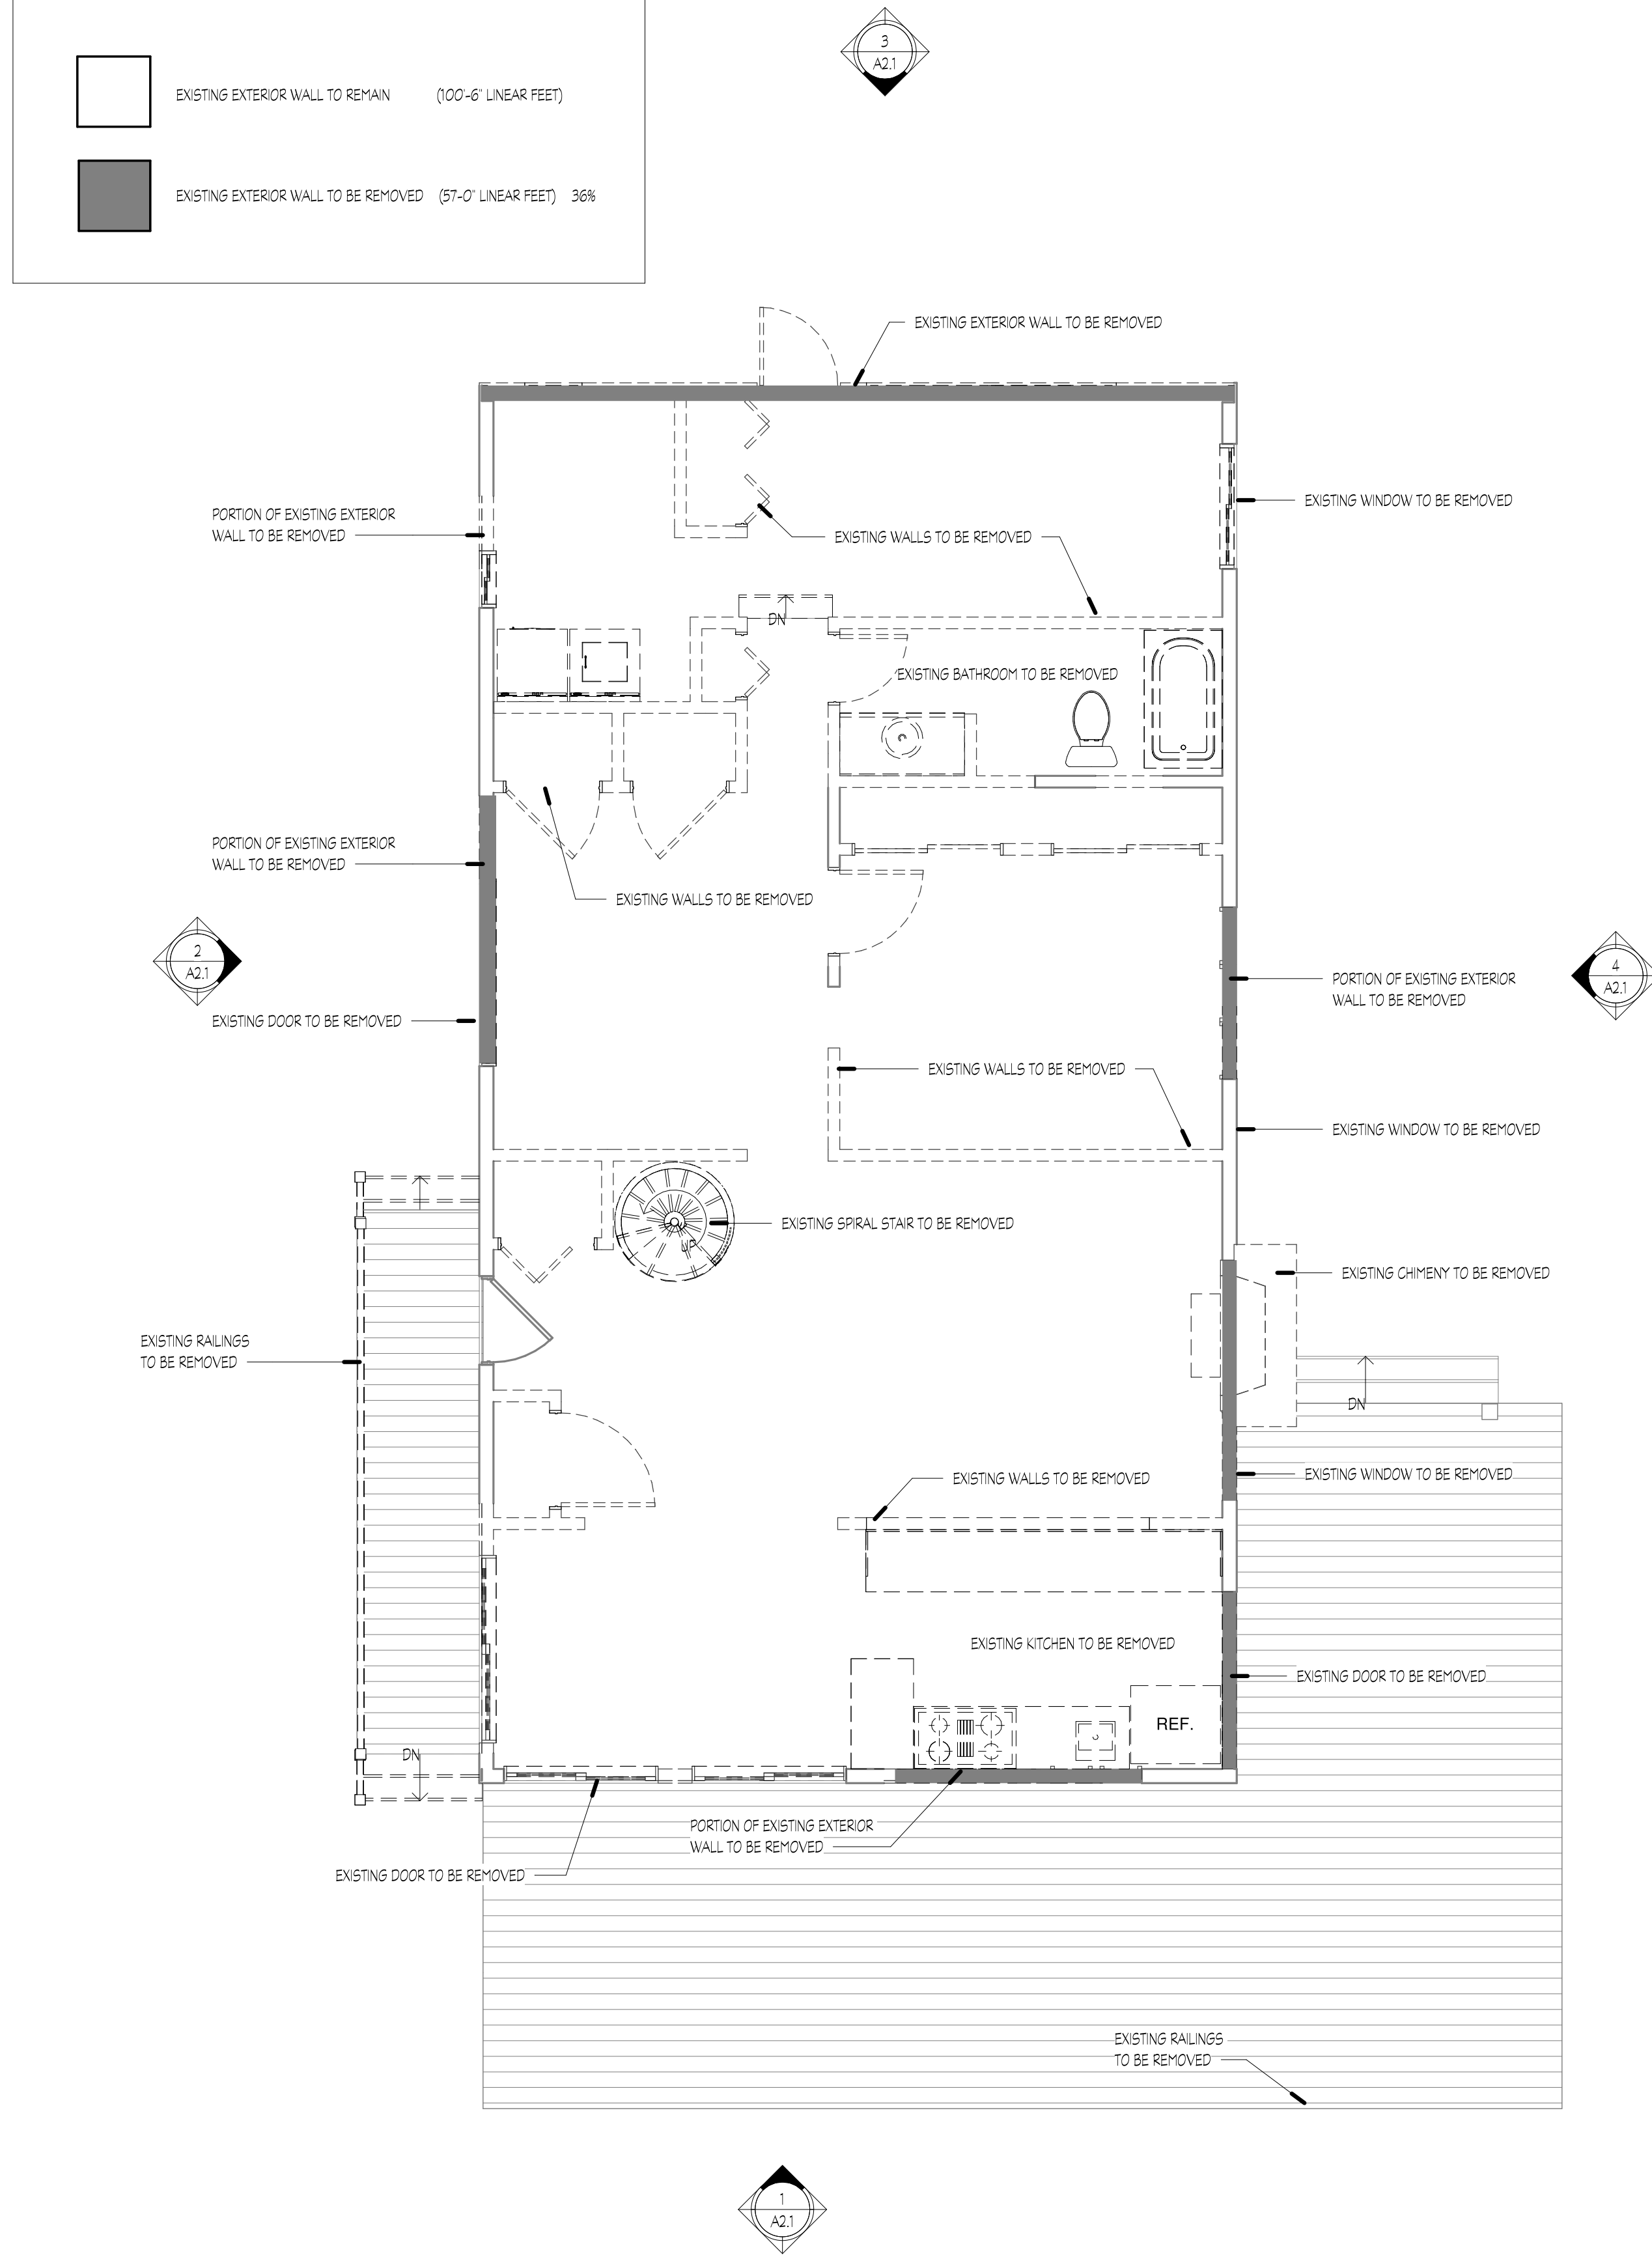 3
A2.1
EXISTING EXTERIOR WALL TO REMAIN (100'-6" LINEAR FEET)
EXISTING EXTERIOR WALL TO BE REMOVED (57'-0" LINEAR FEET) 36%
EXISTING EXTERIOR WALL TO BE REMOVED
EXISTING WINDOW TO BE REMOVED
PORTION OF EXISTING EXTERIOR
WALL TO BE REMOVED
EXISTING WALLS TO BE REMOVED
DN
EXISTING BATHROOM TO BE REMOVED
PORTION OF EXISTING EXTERIOR
WALL TO BE REMOVED
EXISTING WALLS TO BE REMOVED
2
A2.1
4
A2.1
PORTION OF EXISTING EXTERIOR
WALL TO BE REMOVED
EXISTING DOOR TO BE REMOVED
EXISTING WALLS TO BE REMOVED
EXISTING WINDOW TO BE REMOVED
EXISTING SPIRAL STAIR TO BE REMOVED
UP
EXISTING CHIMENY TO BE REMOVED
EXISTING RAILINGS
TO BE REMOVED
DN
EXISTING WALLS TO BE REMOVED
EXISTING WINDOW TO BE REMOVED
EXISTING KITCHEN TO BE REMOVED
EXISTING DOOR TO BE REMOVED
REF.
DN
PORTION OF EXISTING EXTERIOR
WALL TO BE REMOVED
EXISTING DOOR TO BE REMOVED
EXISTING RAILINGS
TO BE REMOVED
1
A2.1